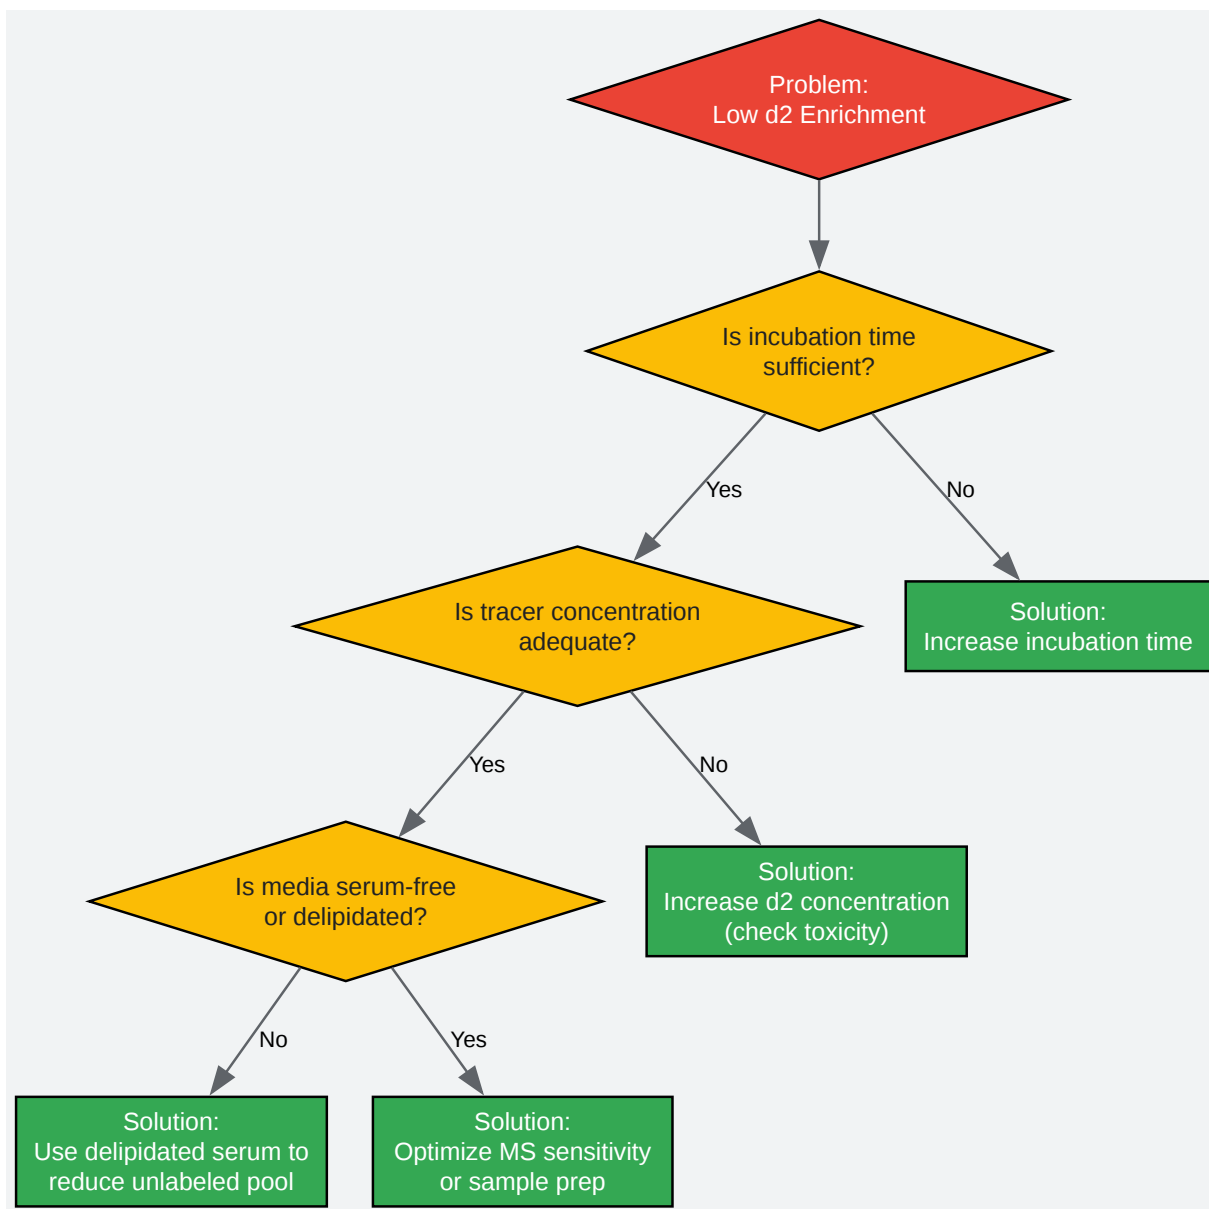 Problem:
Low d2 Enrichment
Is incubation time
sufficient?
Yes
No
Is tracer concentration
adequate?
Solution:
Increase incubation time
Yes
No
Is media serum-free
or delipidated?
Solution:
Increase d2 concentration
(check toxicity)
No
Yes
Solution:
Use delipidated serum to
reduce unlabeled pool
Solution:
Optimize MS sensitivity
or sample prep